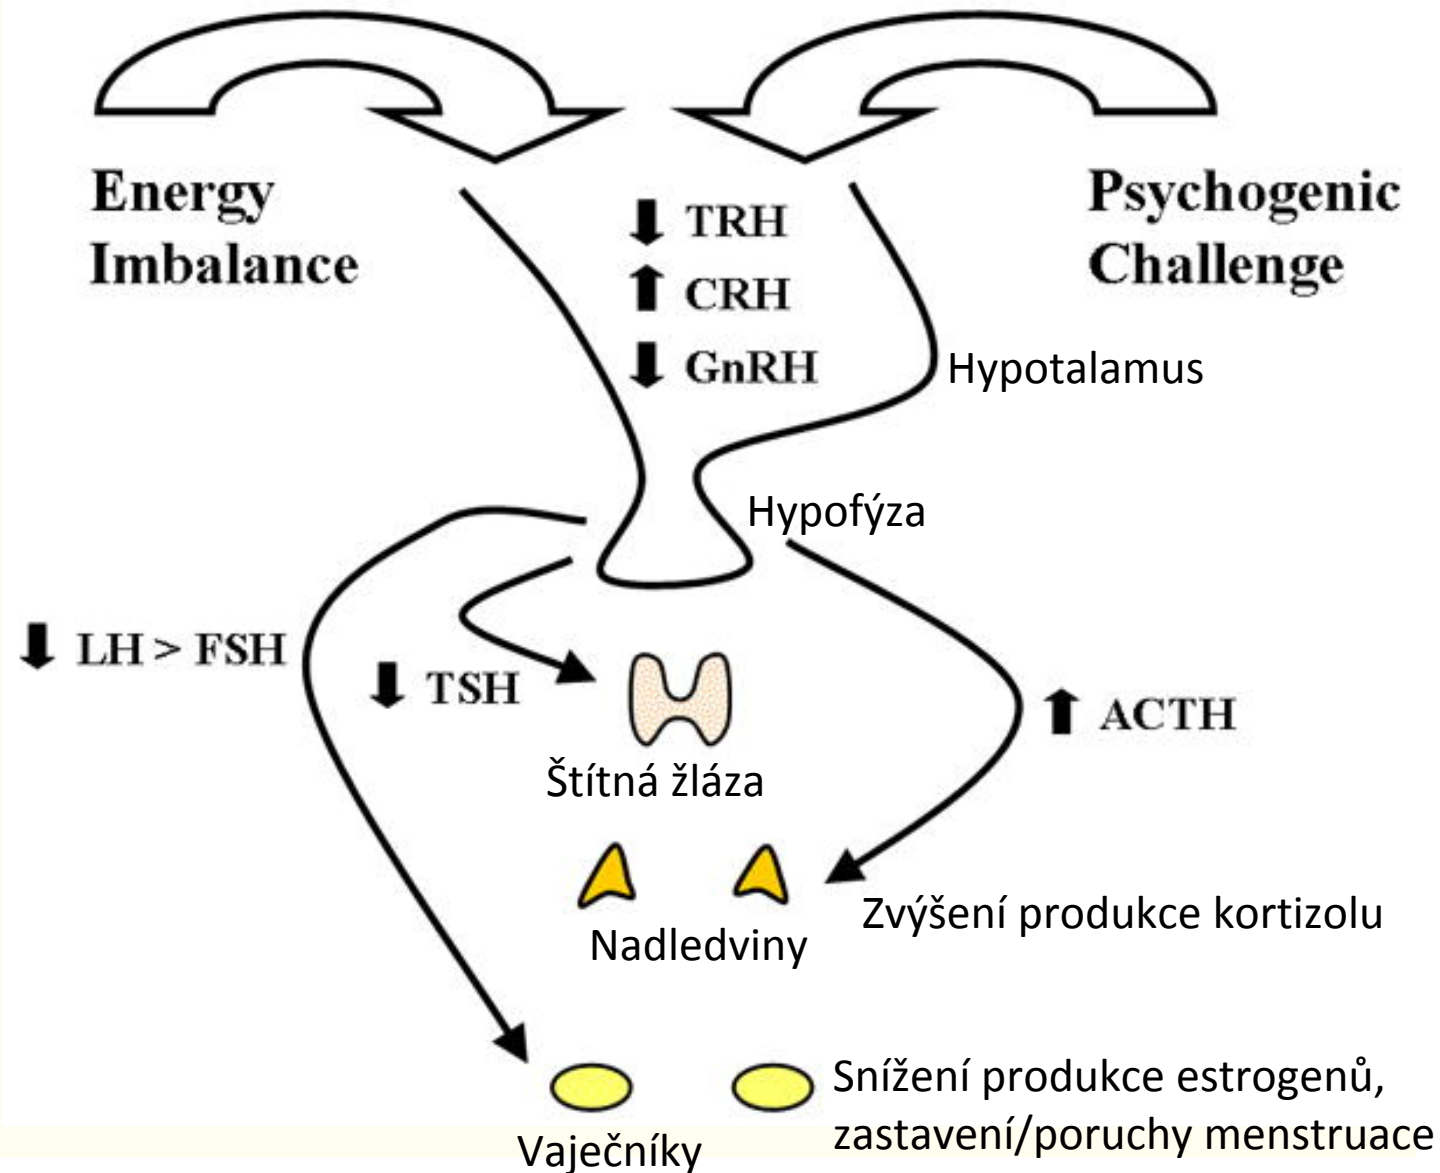 Energy
Imbalance
Psychogenic
Challenge
⬇ TRH
⬆ CRH
⬇ GnRH
Hypotalamus
Hypofýza
⬇ LH > FSH
⬇ TSH
⬆ ACTH
Štítná žláza
Nadledviny
Zvýšení produkce kortizolu
Vaječníky
Snížení produkce estrogenů,
zastavení/poruchy menstruace